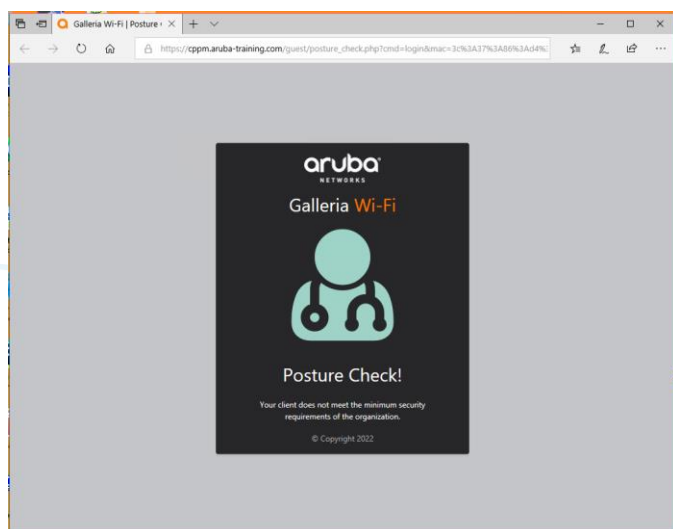 Galleria Wi-Fi | Posture
https://cppm.aruba-training.com/guest/posture_check.php?cmd=login&mac=3c%3A37%3A86%3Ad4%
aruba
NETWORKS
Galleria Wi-Fi
Posture Check!
Your client does not meet the minimum security
requirements of the organization.
© Copyright 2022